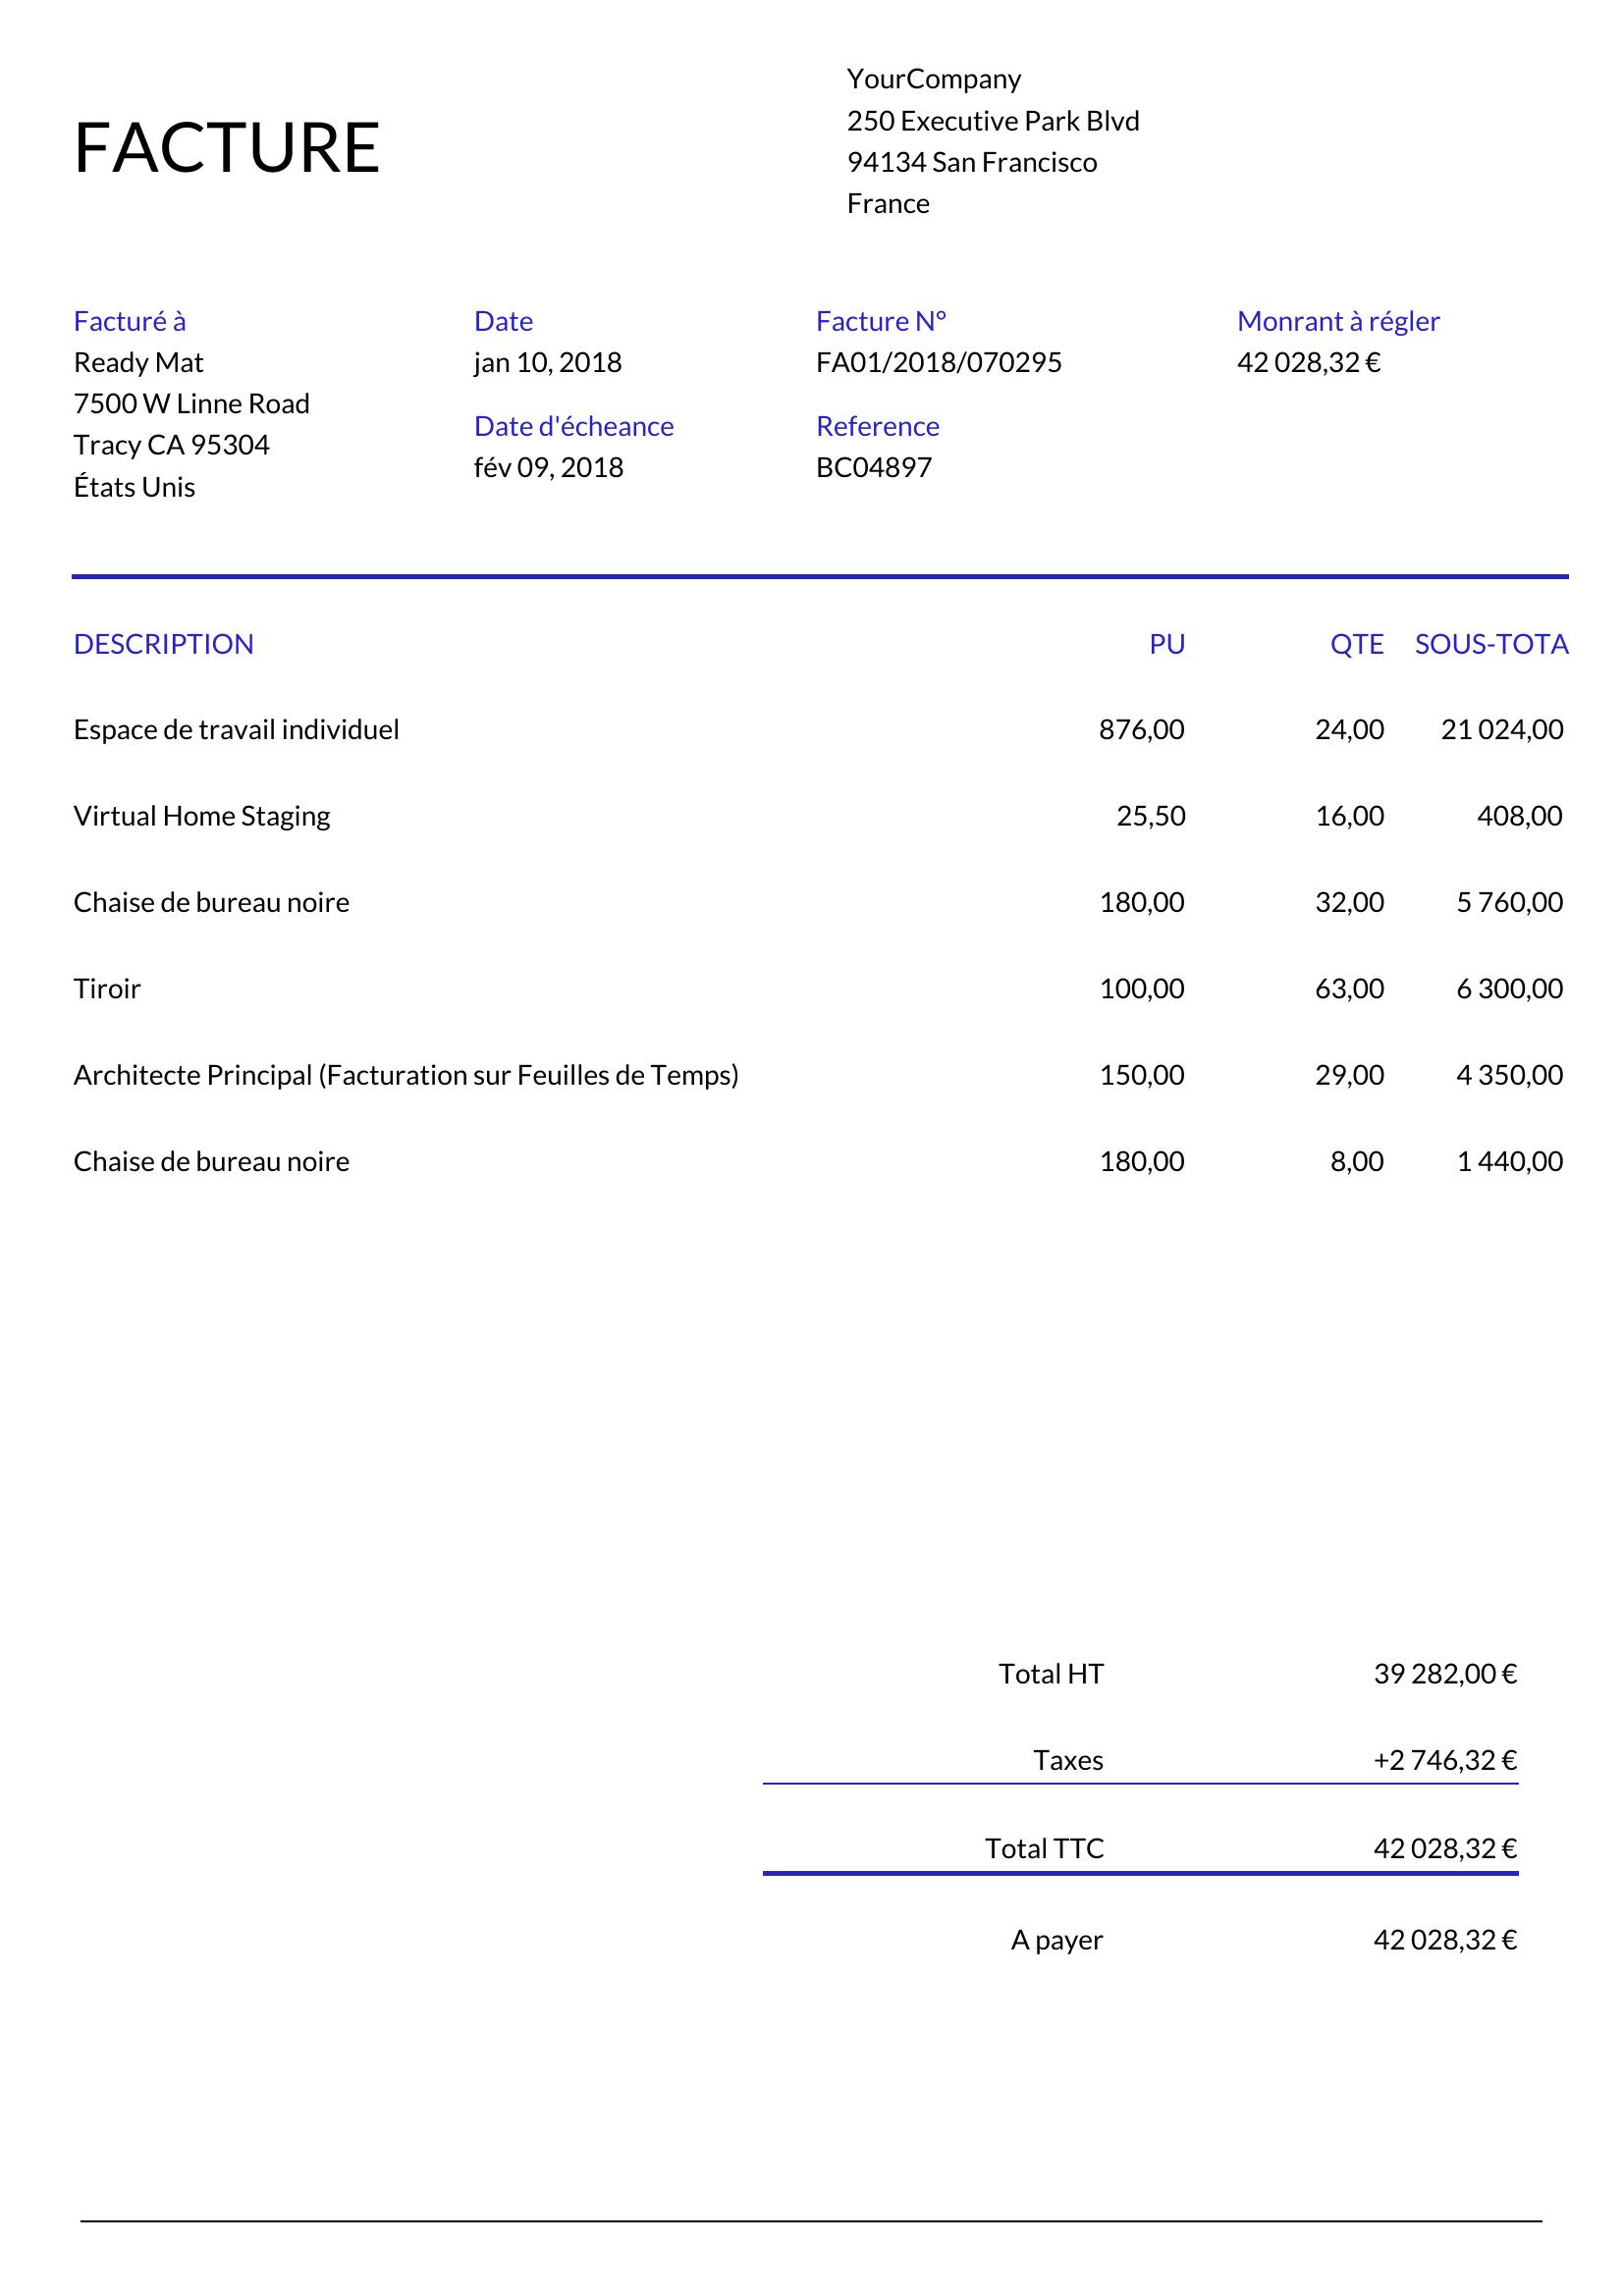 FACTURE
YourCompany
250 Executive Park Blvd
94134 San Francisco
France
Facturé à
Ready Mat
7500 W Linne Road
Tracy CA 95304
États Unis
Date
jan 10, 2018
Date d'écheance
fév 09, 2018
Facture N°
FA01/2018/070295
Reference
BC04897
Monrant à régler
42 028,32 €
DESCRIPTION PU QTE SOUS-TOTA
Espace de travail individuel 876,00 24,00 21 024,00
Virtual Home Staging 25,50 16,00 408,00
Chaise de bureau noire 180,00 32,00 5 760,00
Tiroir 100,00 63,00 6 300,00
Architecte Principal (Facturation sur Feuilles de Temps) 150,00 29,00 4 350,00
Chaise de bureau noire 180,00 8,00 1 440,00
Total HT 39 282,00 €
Taxes +2 746,32 €
Total TTC 42 028,32 €
A payer 42 028,32 €